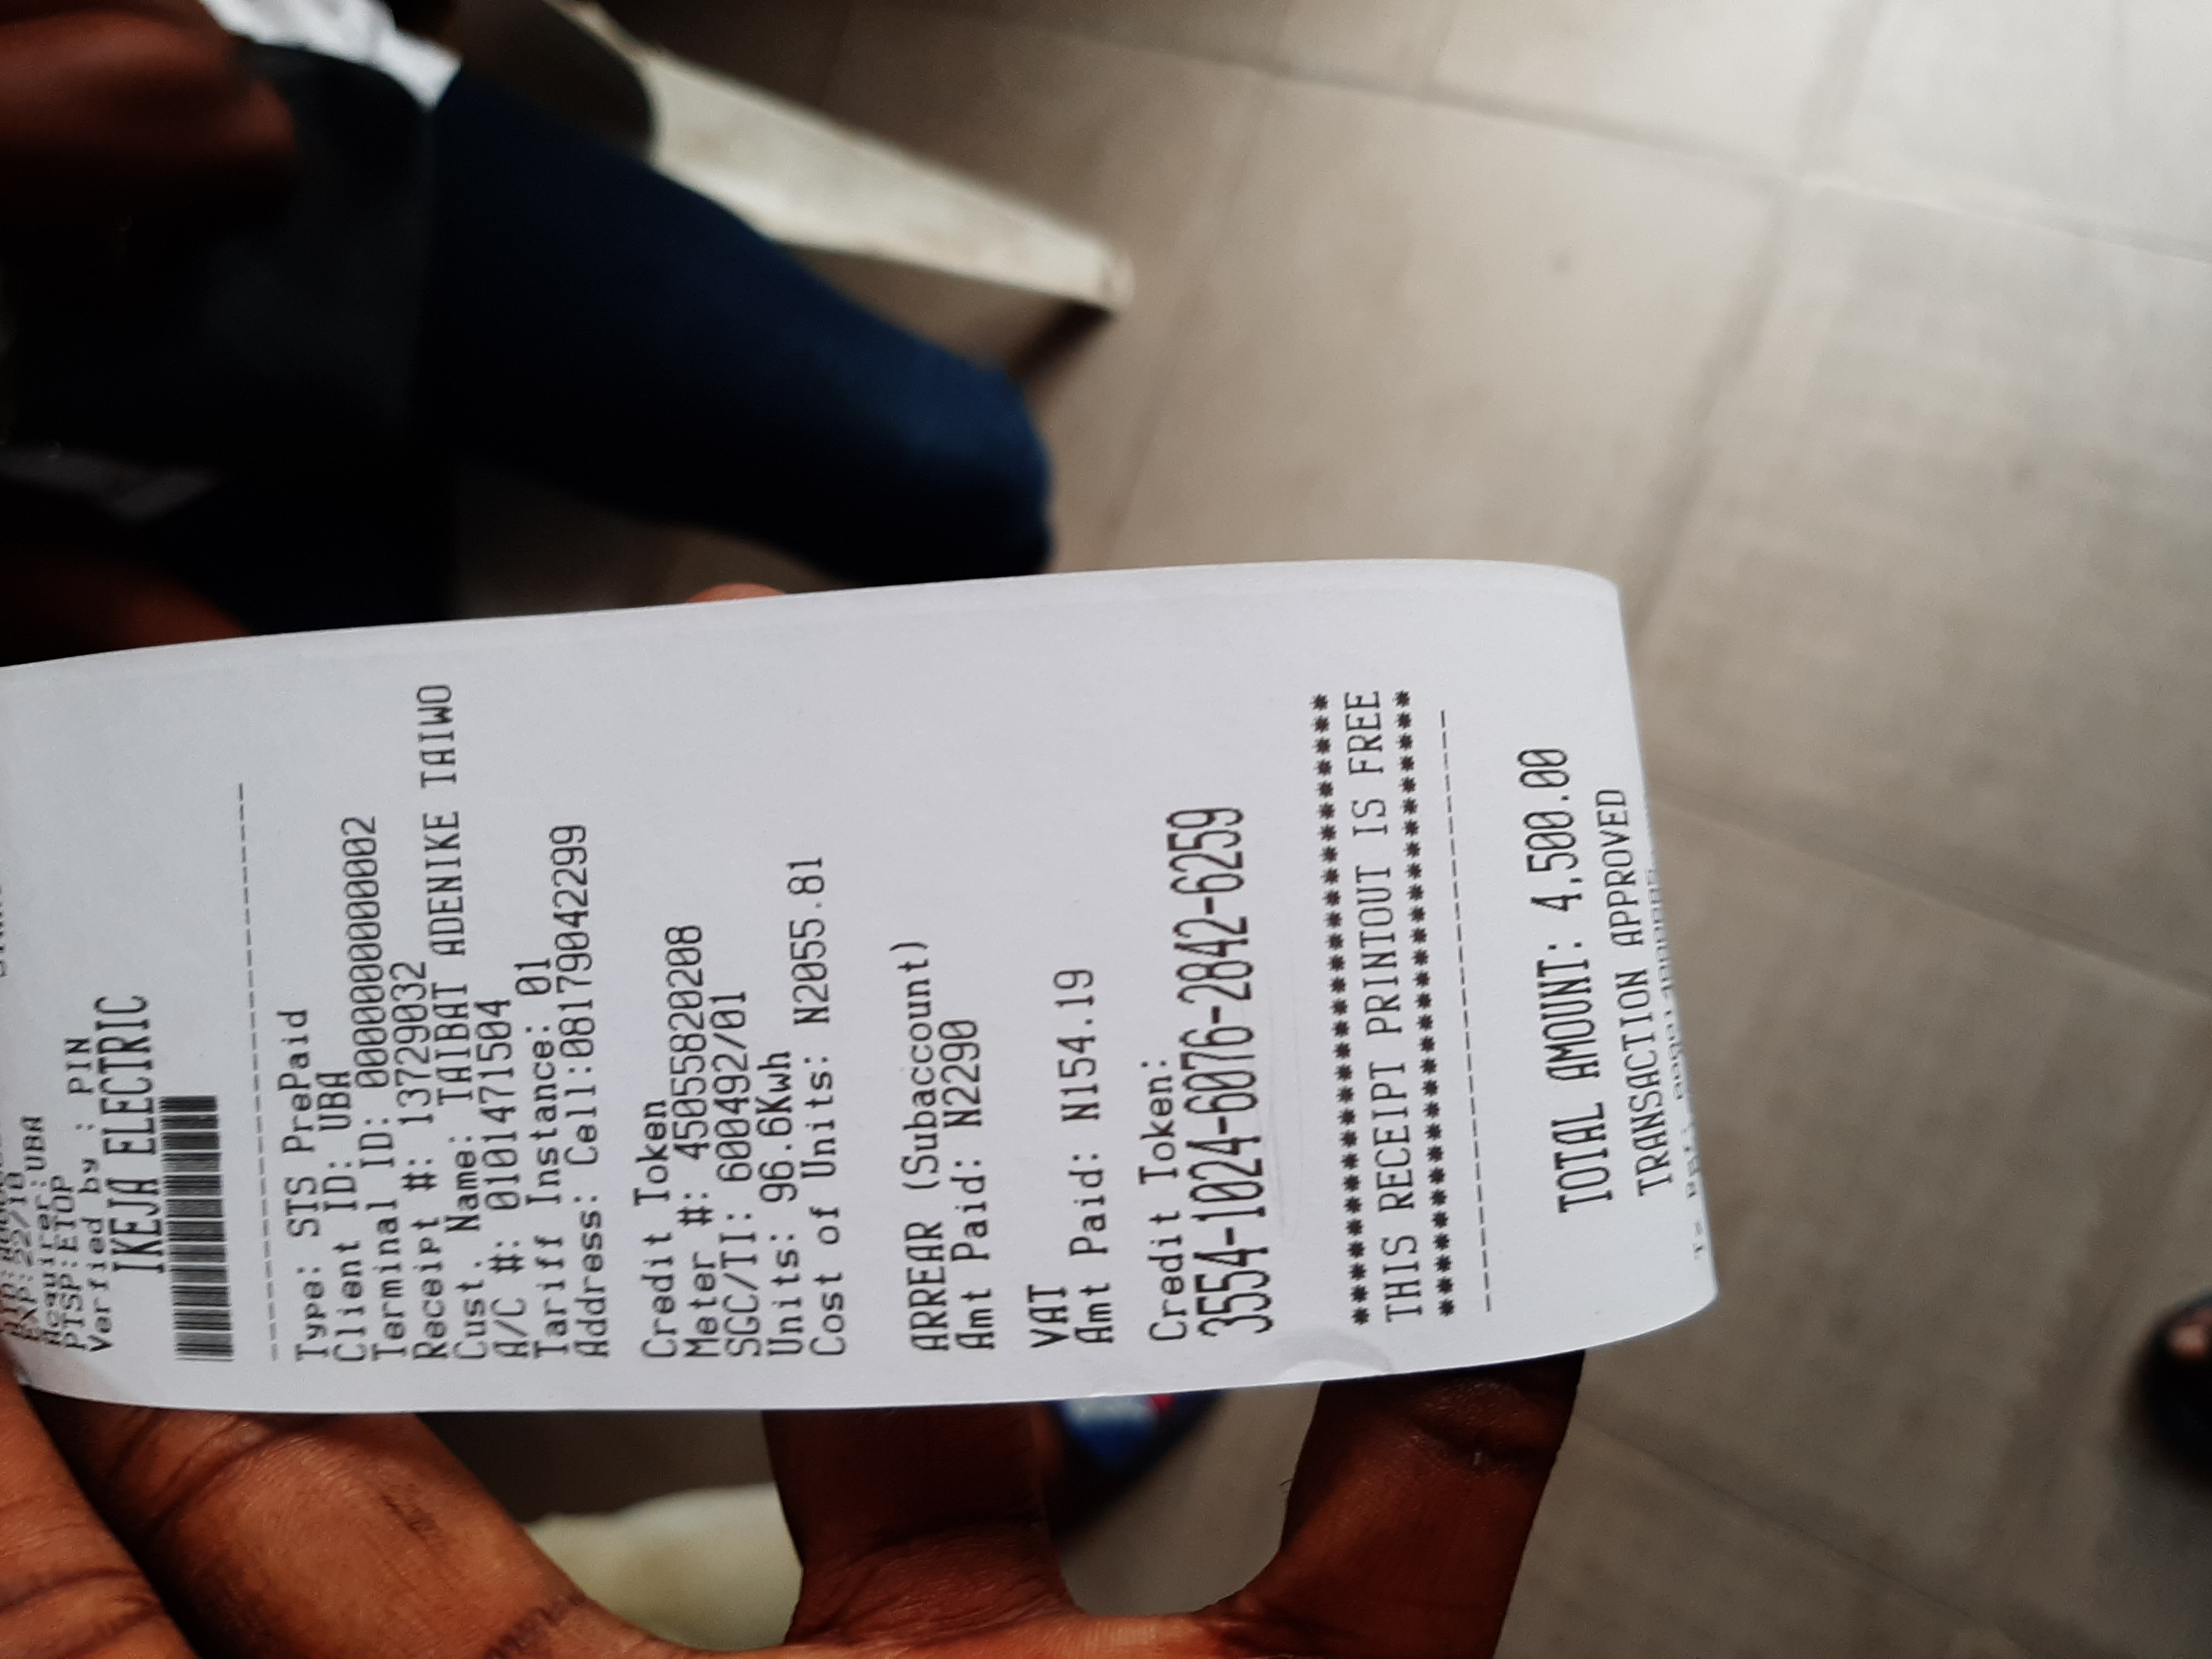 EXP:22/10
Acquirer:UBA
PTSP:ETOP
Verfied by : PIN
IKEJA ELECTRIC
Type: STS PrePaid
Client ID: UBA
Terminal ID: 0000000000002
Receipt #: 13729032
Cust. Name: TAIBAT ADENIKE TAIWO
A/C #: 0101471504
Tariff Instance: 01
Address: Cell:08179042299
Credit Token
Meter #: 45055820208
SGC/TI: 600492/01
Units: 96.6Kwh
Cost of Units: N2055.81
ARREAR (Subaccount)
Amt Paid: N2290
VAT
Amt Paid: N154.19
Credit Token:
3554-1024-6076-2842-6259
****************************
THIS RECEIPT PRINTOUT IS FREE
****************************
TOTAL AMOUNT: 4,500.00
TRANSACTION APPROVED